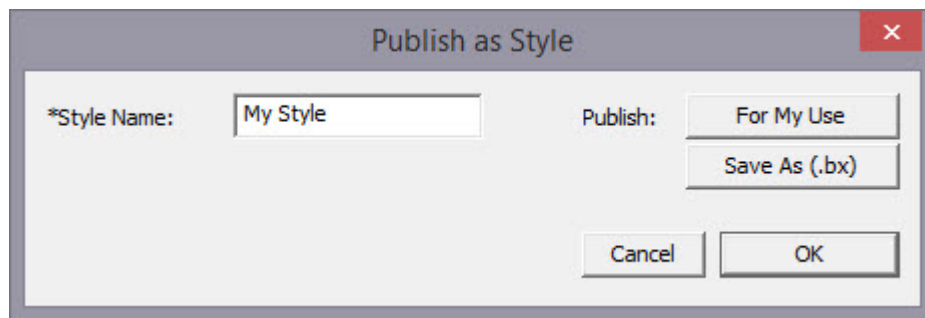 Publish as Style
*Style Name: My Style Publish: For My Use
Save As (.bx)
Cancel OK